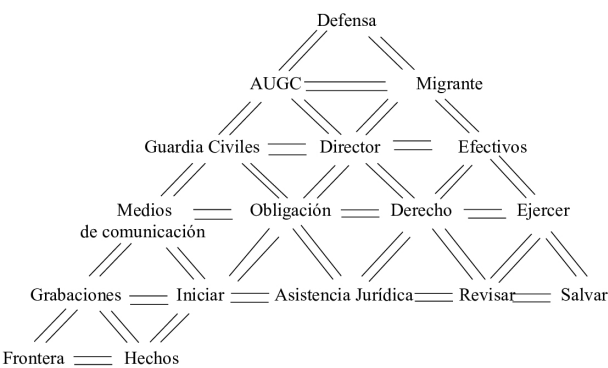 Defensa
AUGC Migrante
Guardia Civiles Director Efectivos
Medios Obligación Derecho Ejercer
de comunicación
Grabaciones Iniciar Asistencia Jurídica Revisar Salvar
Frontera Hechos